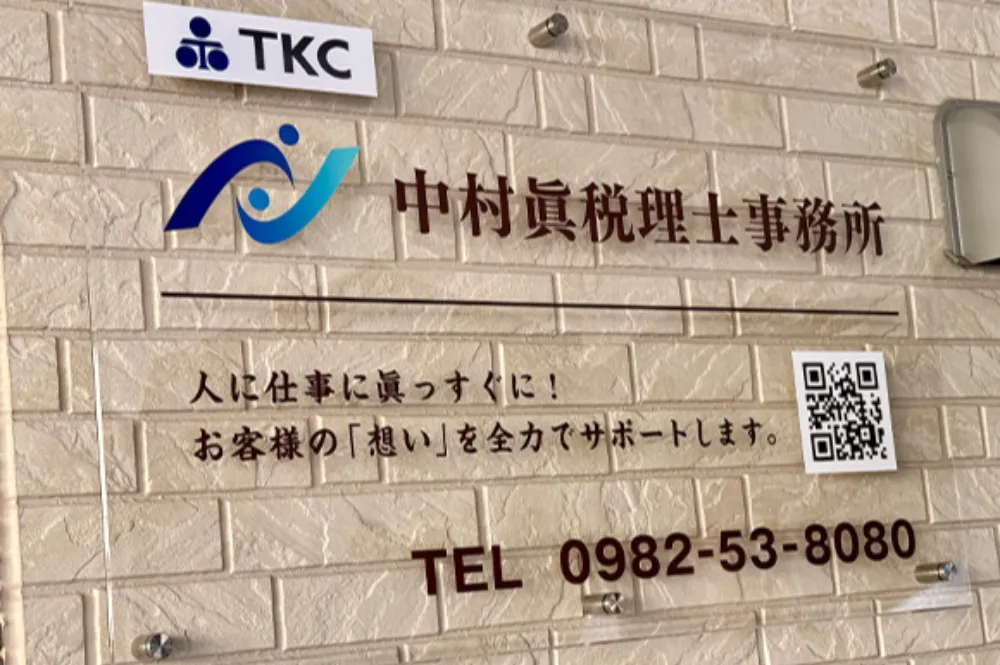 TKC
中村眞税理士事務所
人に仕事に眞っすぐに！
お客様の「想い」を全力でサポートします。
TEL 0982-53-8080